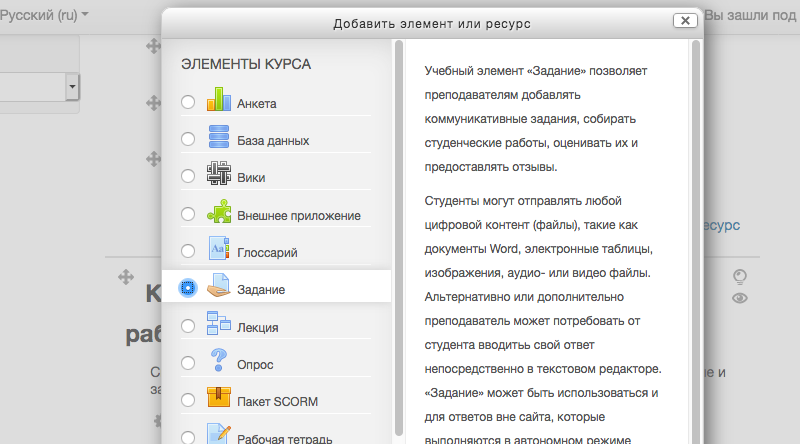 Русский (ru)
Добавить элемент или ресурс
Вы зашли под
ЭЛЕМЕНТЫ КУРСА
Анкета
База данных
Вики
Внешнее приложение
Глоссарий
Задание
Лекция
Опрос
Пакет SCORM
Рабочая тетрадь
Учебный элемент «Задание» позволяет
преподавателям добавлять
коммуникативные задания, собирать
студенческие работы, оценивать их и
предоставлять отзывы.
Студенты могут отправлять любой
цифровой контент (файлы), такие как
документы Word, электронные таблицы,
изображения, аудио- или видео файлы.
Альтернативно или дополнительно
преподаватель может потребовать от
студента вводить свой ответ
непосредственно в текстовом редакторе.
«Задание» может быть использоваться и
для ответов вне сайта, которые
выполняются в автономном режиме
есурс
К
раб
С
за
ие и